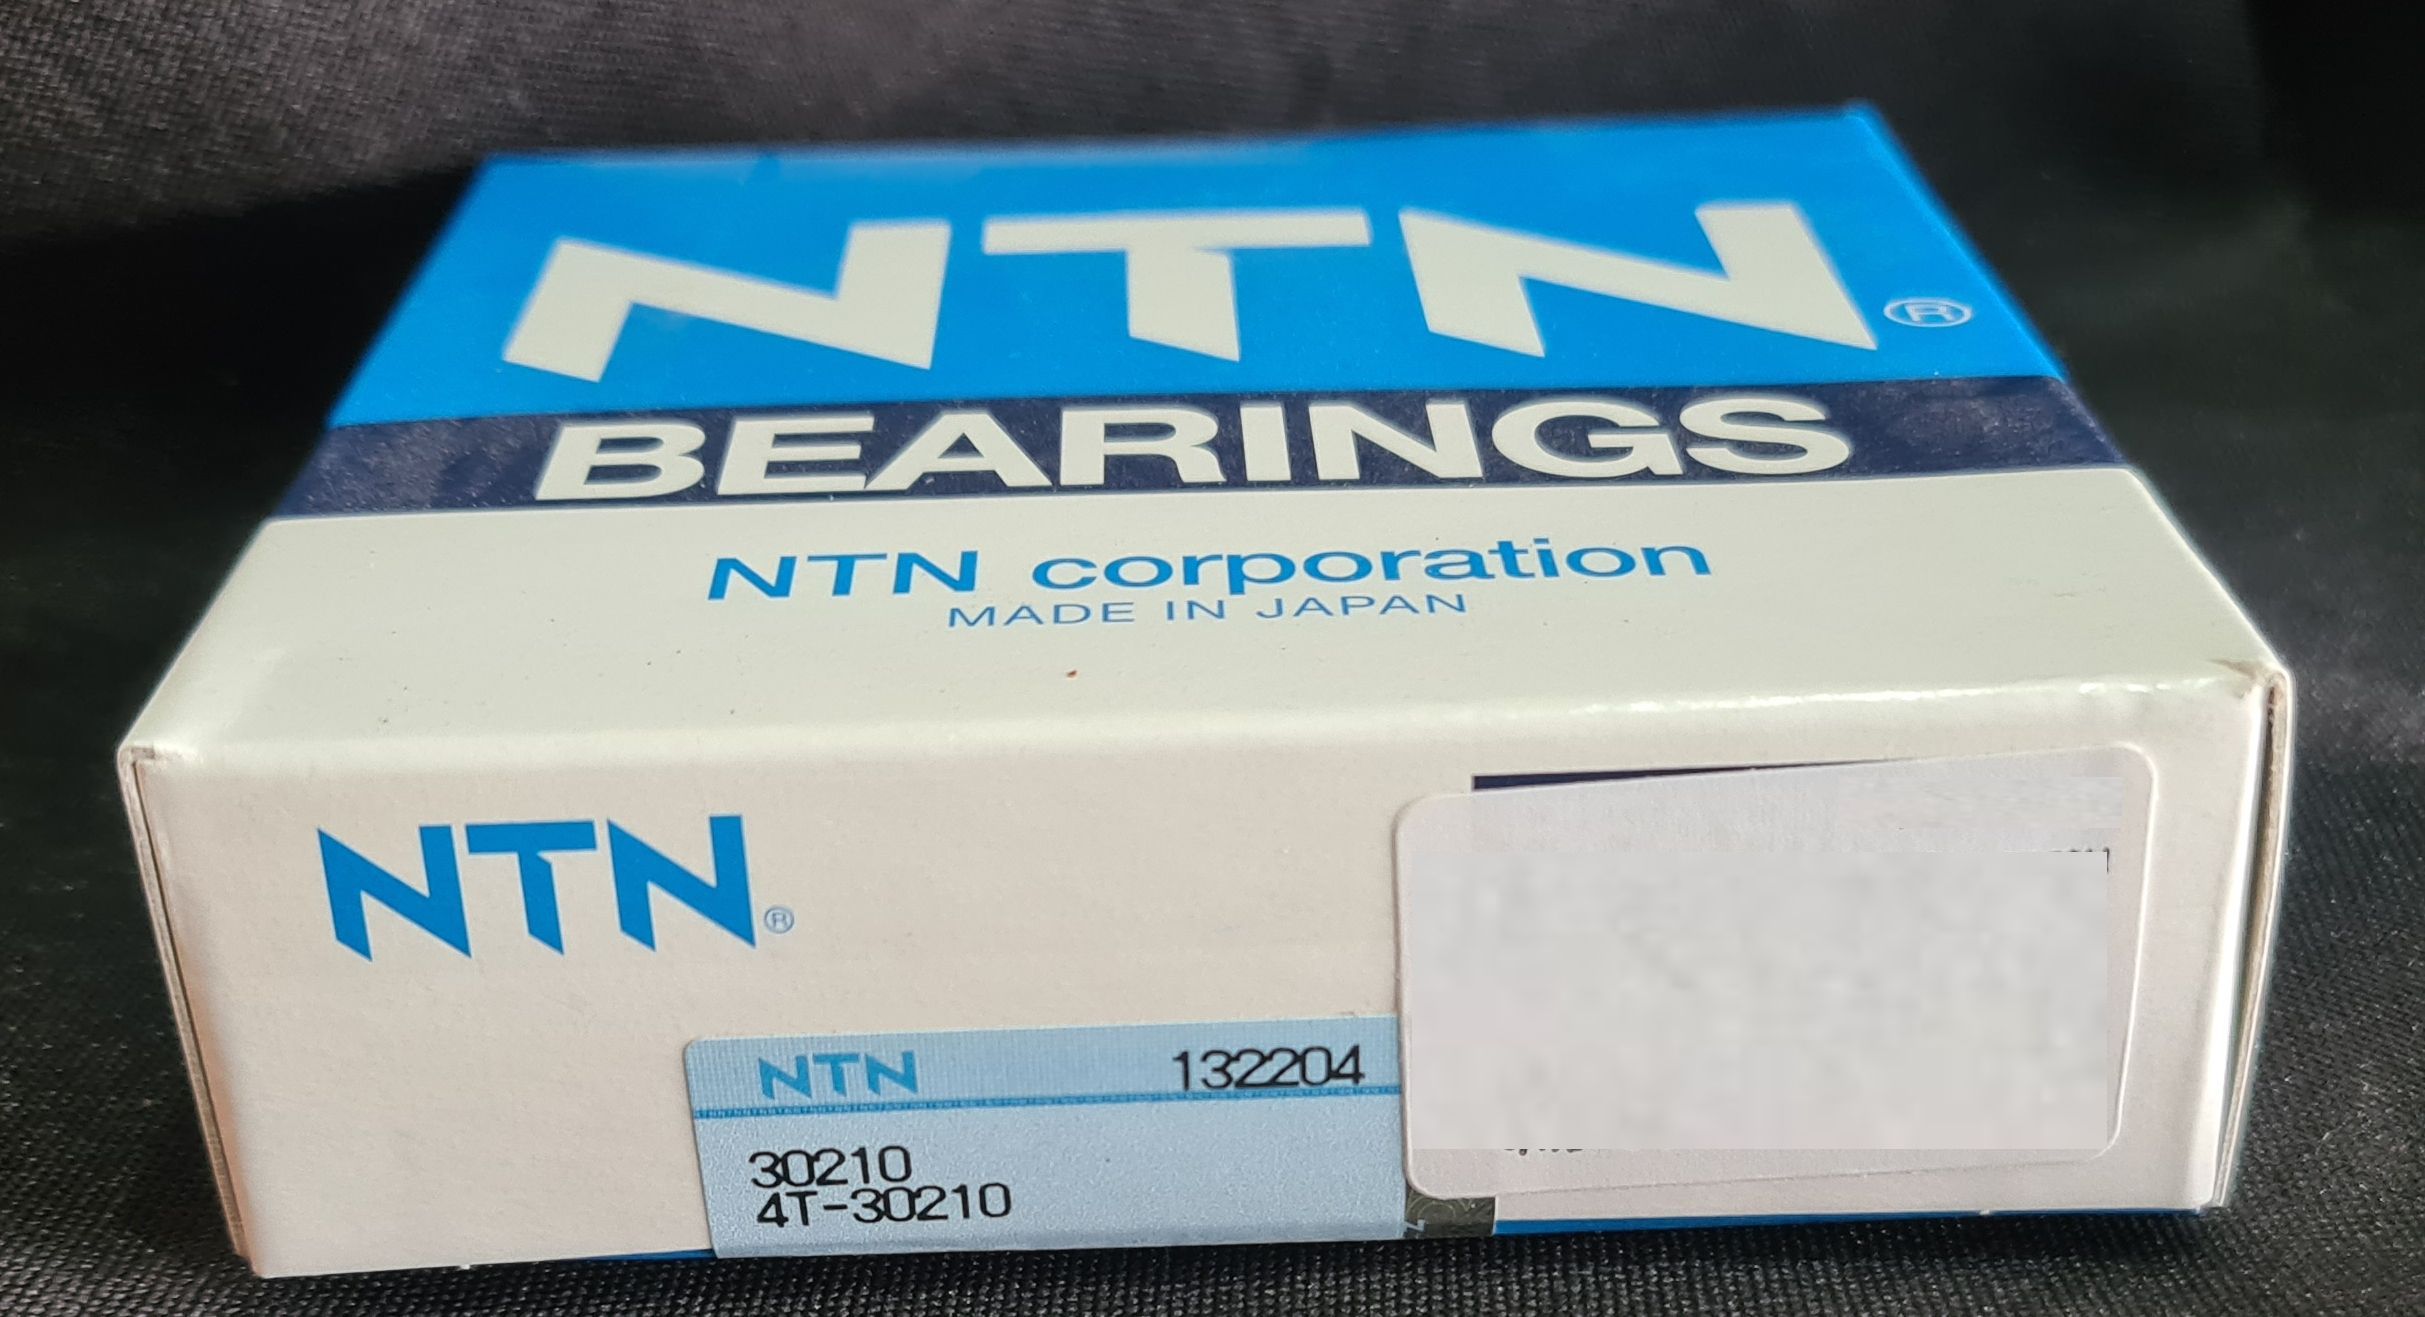 NTN®
BEARINGS
NTN corporation
MADE IN JAPAN
NTN®
NTN 132204
30210
4T-30210